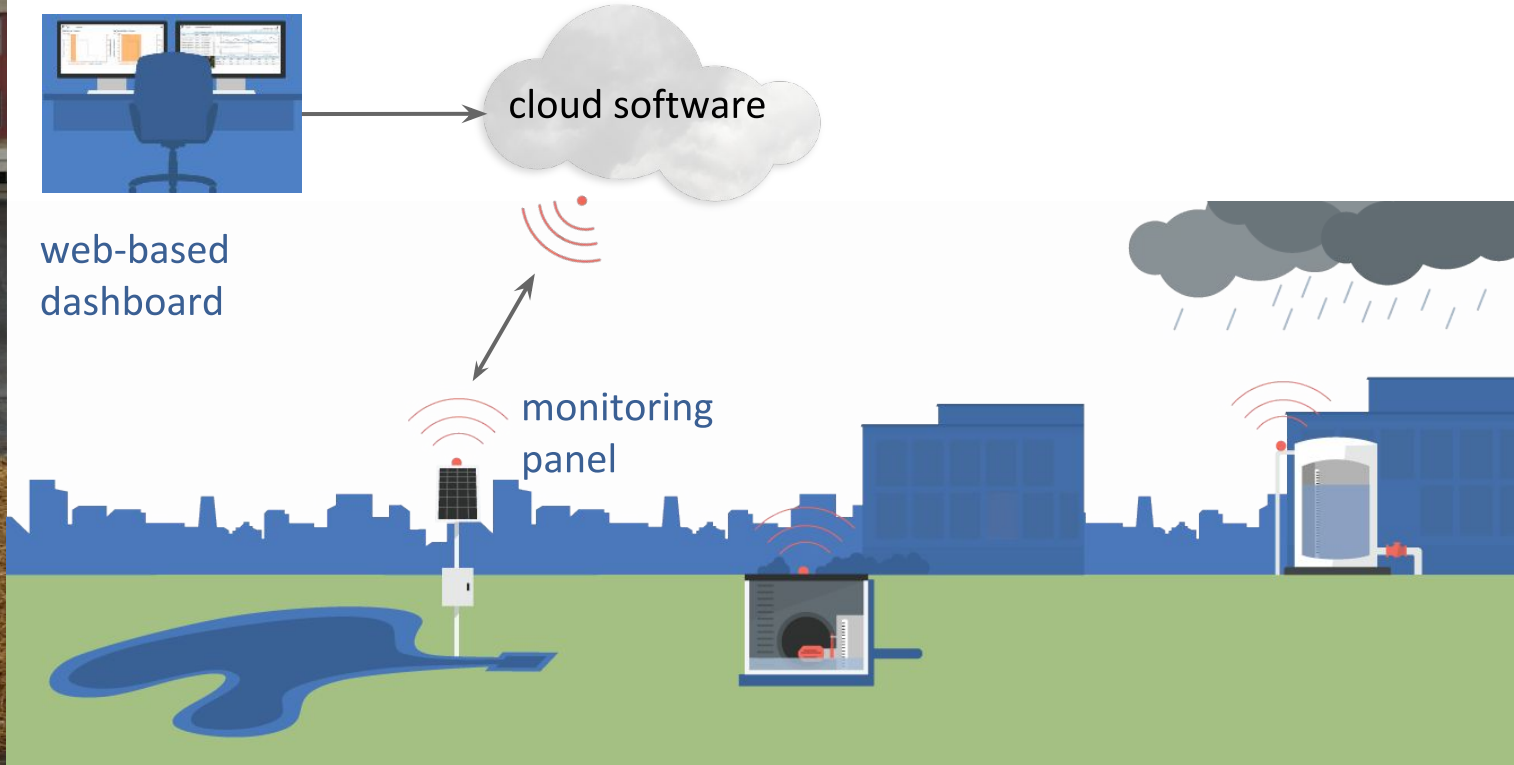 cloud software
web-based
dashboard
monitoring
panel